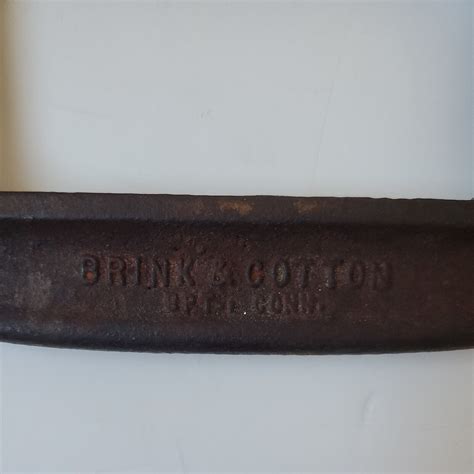 BRINK & COTTON
BPT., CONN.